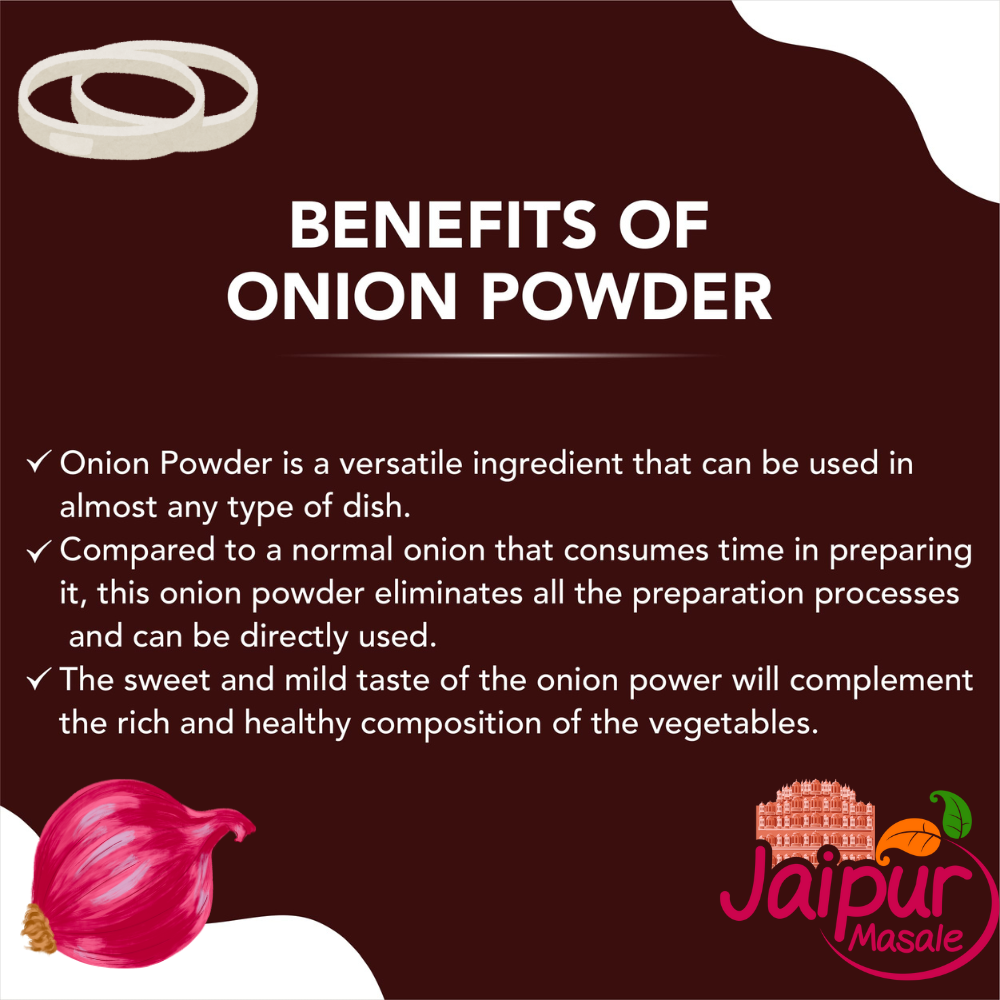 BENEFITS OF
ONION POWDER
Onion Powder is a versatile ingredient that can be used in
almost any type of dish.
Compared to a normal onion that consumes time in preparing
it, this onion powder eliminates all the preparation processes
and can be directly used.
The sweet and mild taste of the onion power will complement
the rich and healthy composition of the vegetables.
Jaipur
Masale